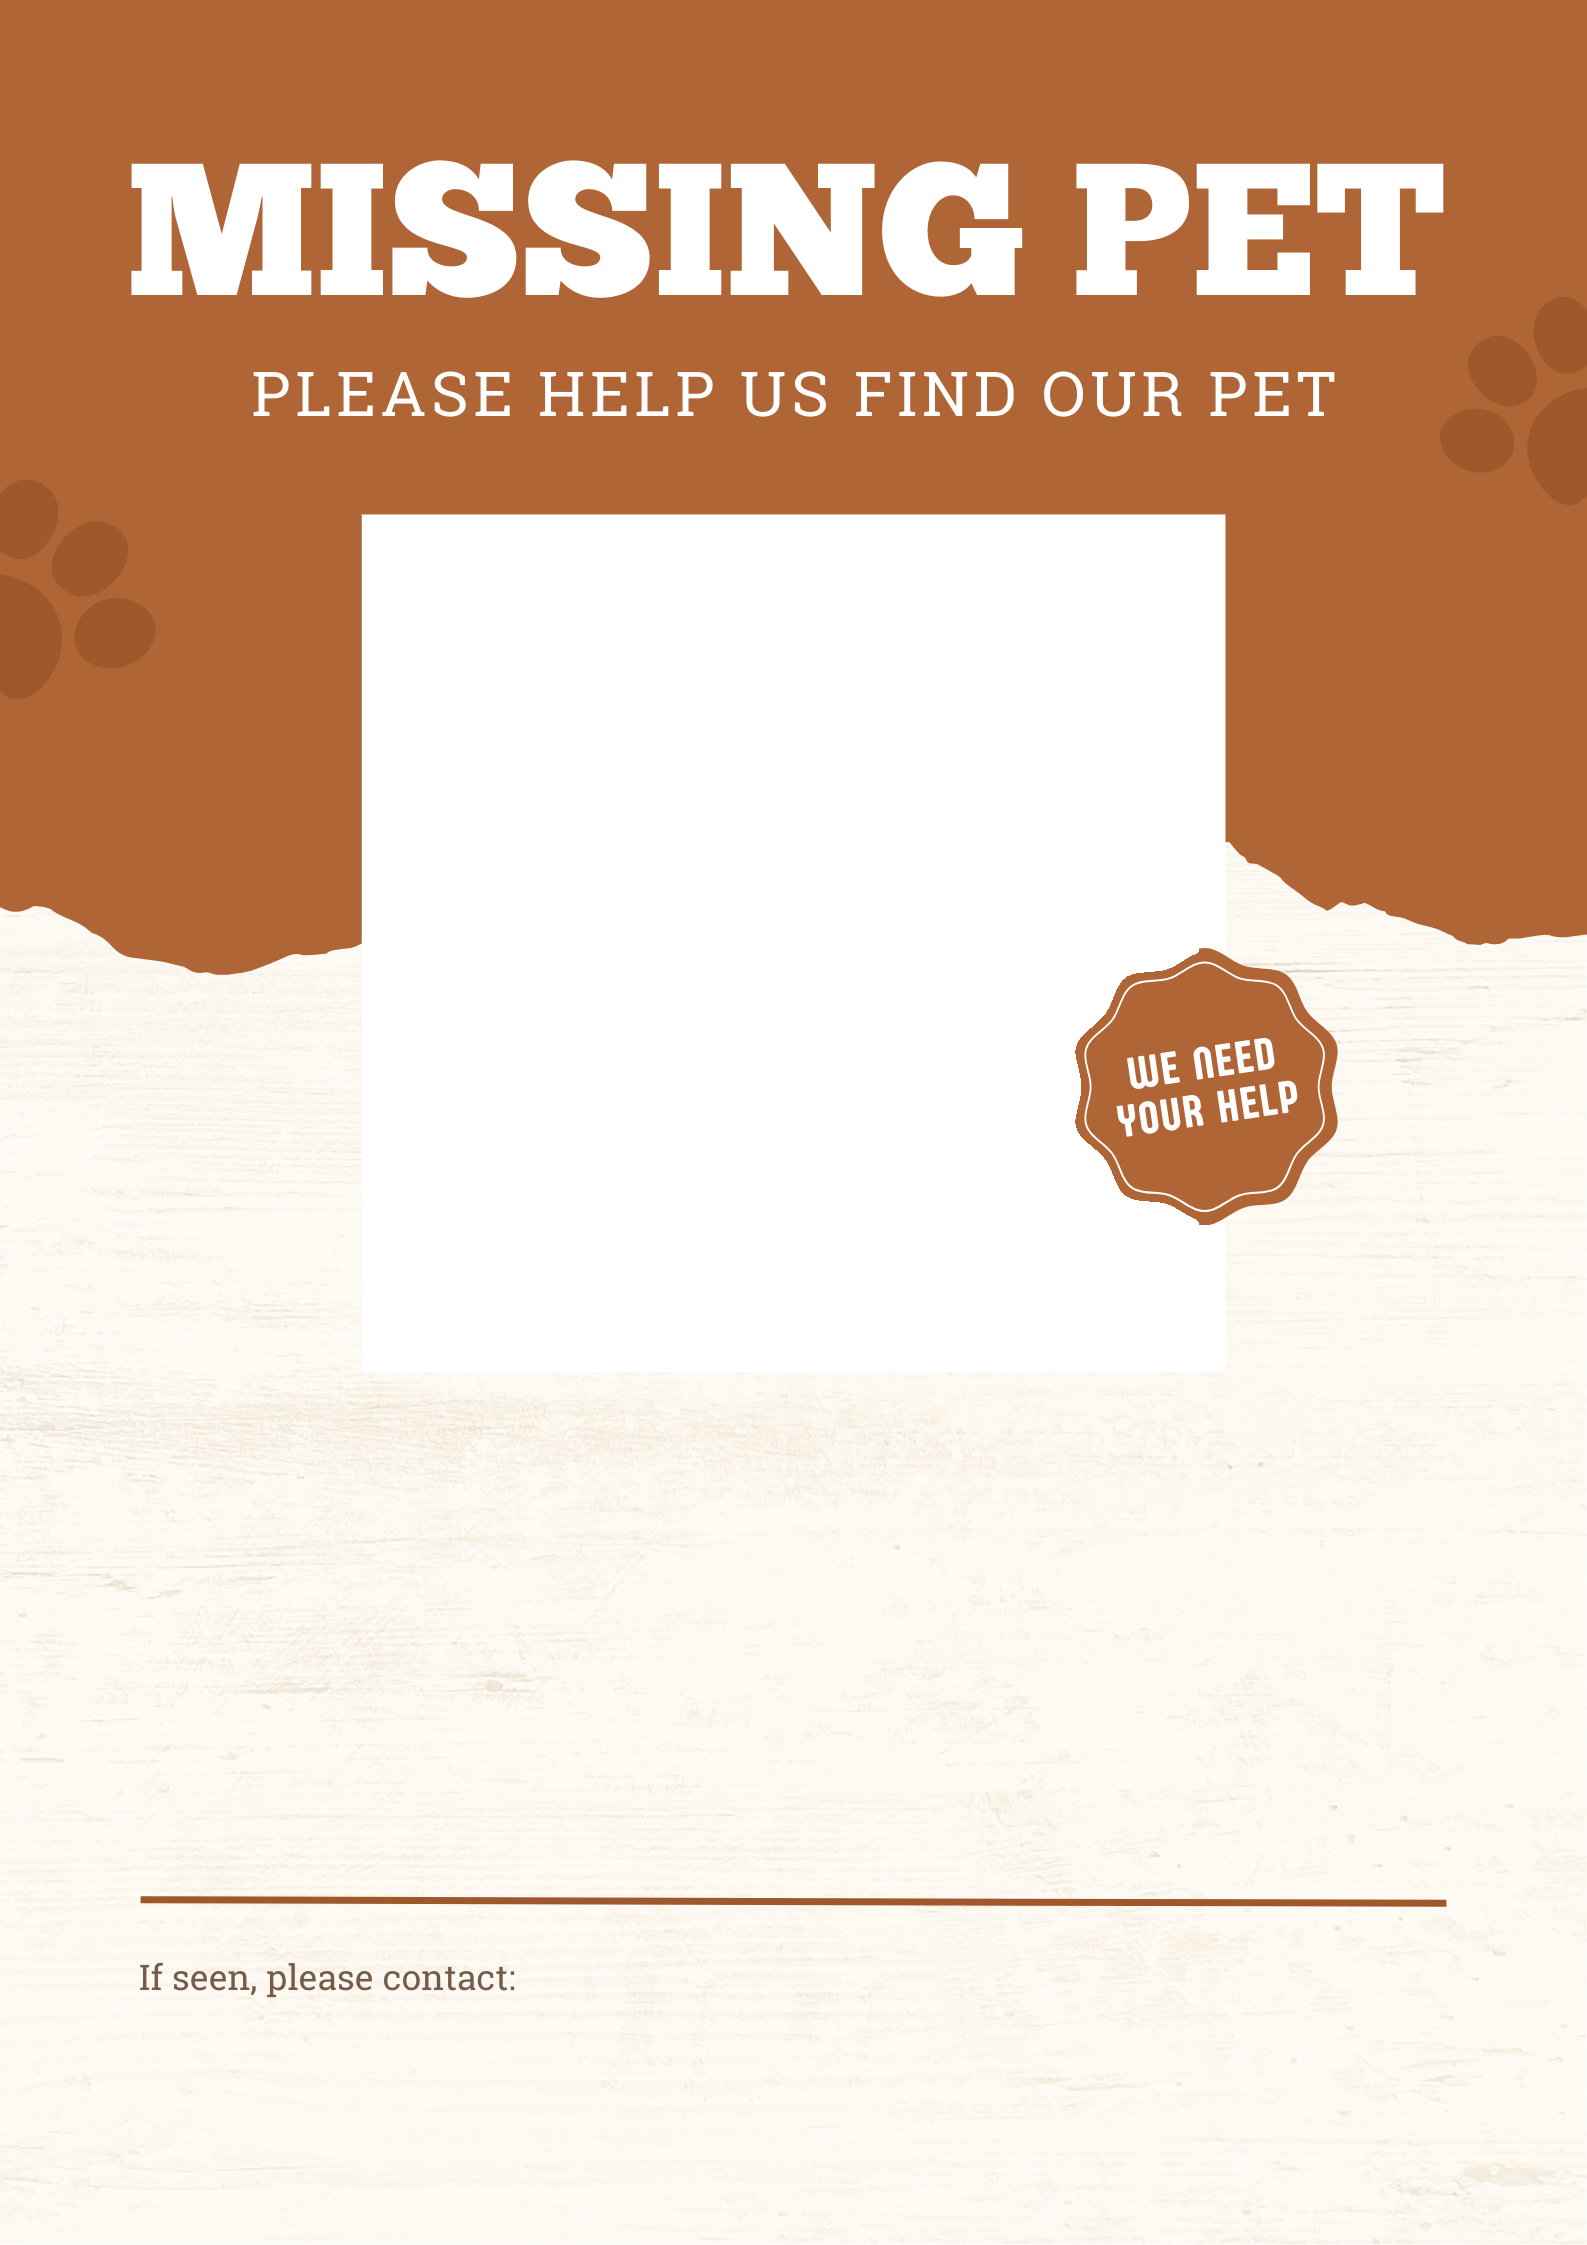 MISSING PET
PLEASE HELP US FIND OUR PET
WE NEED
YOUR HELP
If seen, please contact: